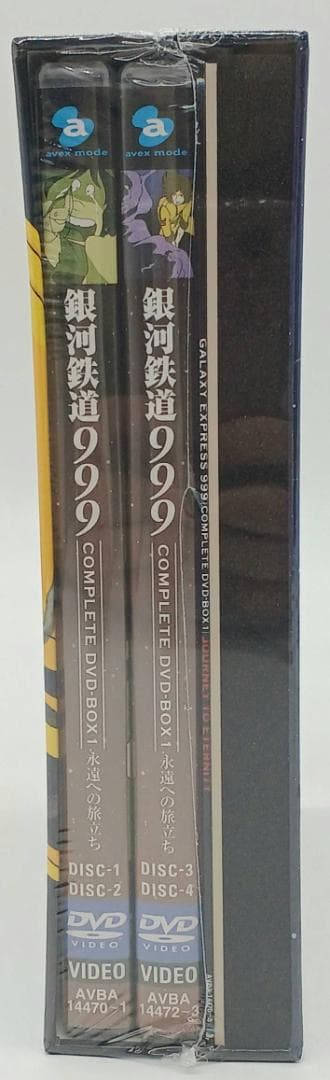 a
avex mode
銀河鉄道999
COMPLETE DVD-BOX1
永遠への旅立ち
DISC-1
DISC-2
DVD
VIDEO
VIDEO
AVBA
14470~1
a
avex mode
銀河鉄道999
COMPLETE DVD-BOX1
永遠への旅立ち
DISC-3
DISC-4
DVD
VIDEO
VIDEO
AVBA
14472~3
GALAXY EXPRESS 999 COMPLETE DVD-BOX1 JOURNEY TO ETERNITY